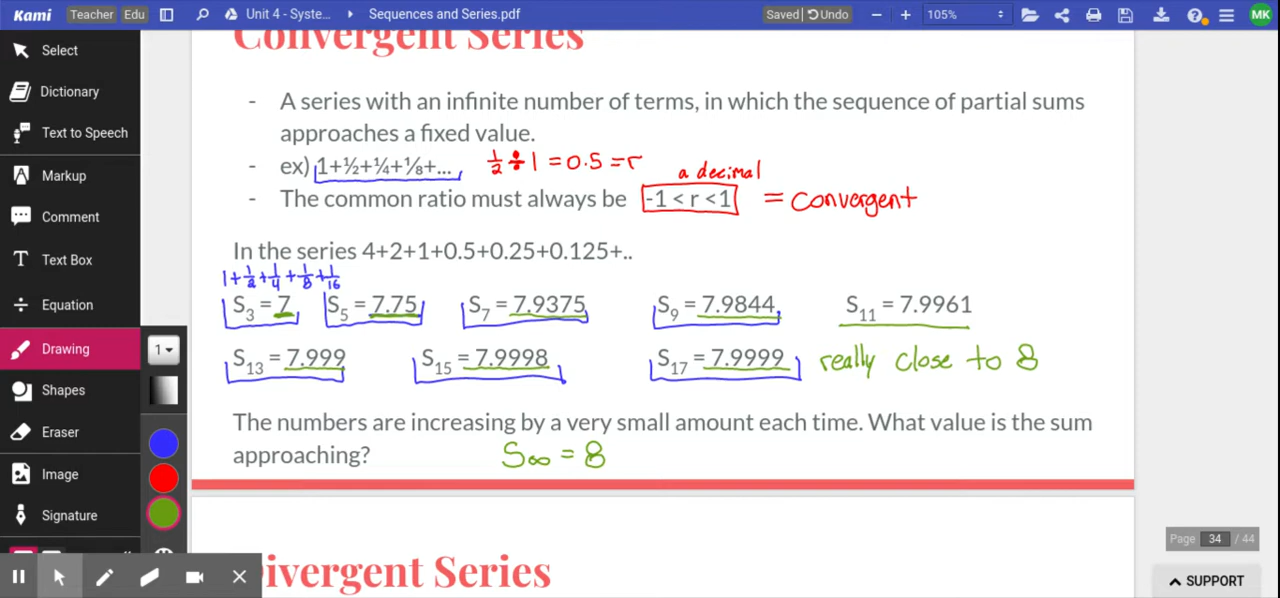 Kami Teacher Edu Unit 4 - Syste... Sequences and Series.pdf Saved Undo 105% MK
Select
Dictionary
Text to Speech
Markup
Comment
Text Box
Equation
Drawing
1
Shapes
Eraser
Image
Signature
Convergent Series
- A series with an infinite number of terms, in which the sequence of partial sums
approaches a fixed value.
- ex) 1+½+¼+⅛+... ½ ÷ 1 = 0.5 = r
a decimal
- The common ratio must always be -1 < r < 1 = convergent
In the series 4+2+1+0.5+0.25+0.125+..
1+½+¼+⅛+1/16
S₃ = 7 S₅ = 7.75 S₇ = 7.9375 S₉ = 7.9844 S₁₁ = 7.9961
S₁₃ = 7.999 S₁₅ = 7.9998 S₁₇ = 7.9999 really close to 8
The numbers are increasing by a very small amount each time. What value is the sum
approaching? S∞ = 8
Divergent Series
Page 34 / 44
SUPPORT